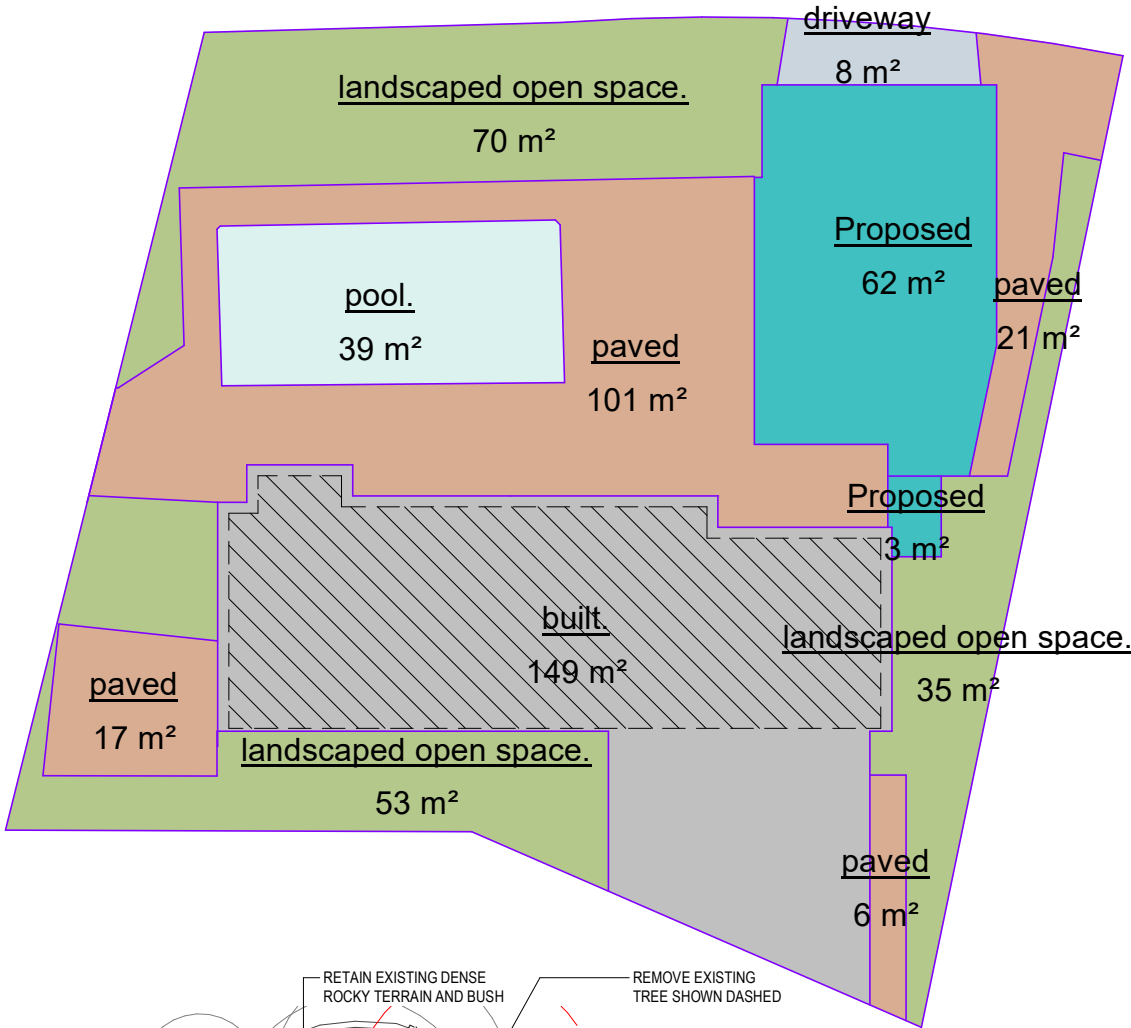 driveway
8 m²
landscaped open space.
70 m²
Proposed
62 m²
paved
21 m²
pool.
39 m²
paved
101 m²
Proposed
3 m²
built.
149 m²
landscaped open space.
35 m²
paved
17 m²
landscaped open space.
53 m²
paved
6 m²
RETAIN EXISTING DENSE
ROCKY TERRAIN AND BUSH
REMOVE EXISTING
TREE SHOWN DASHED